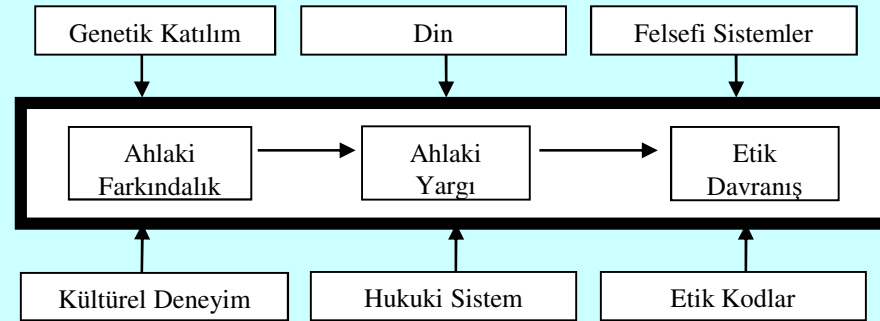 Genetik Katılım
Din
Felsefi Sistemler
Ahlaki
Farkındalık
Ahlaki
Yargı
Etik
Davranış
Kültürel Deneyim
Hukuki Sistem
Etik Kodlar